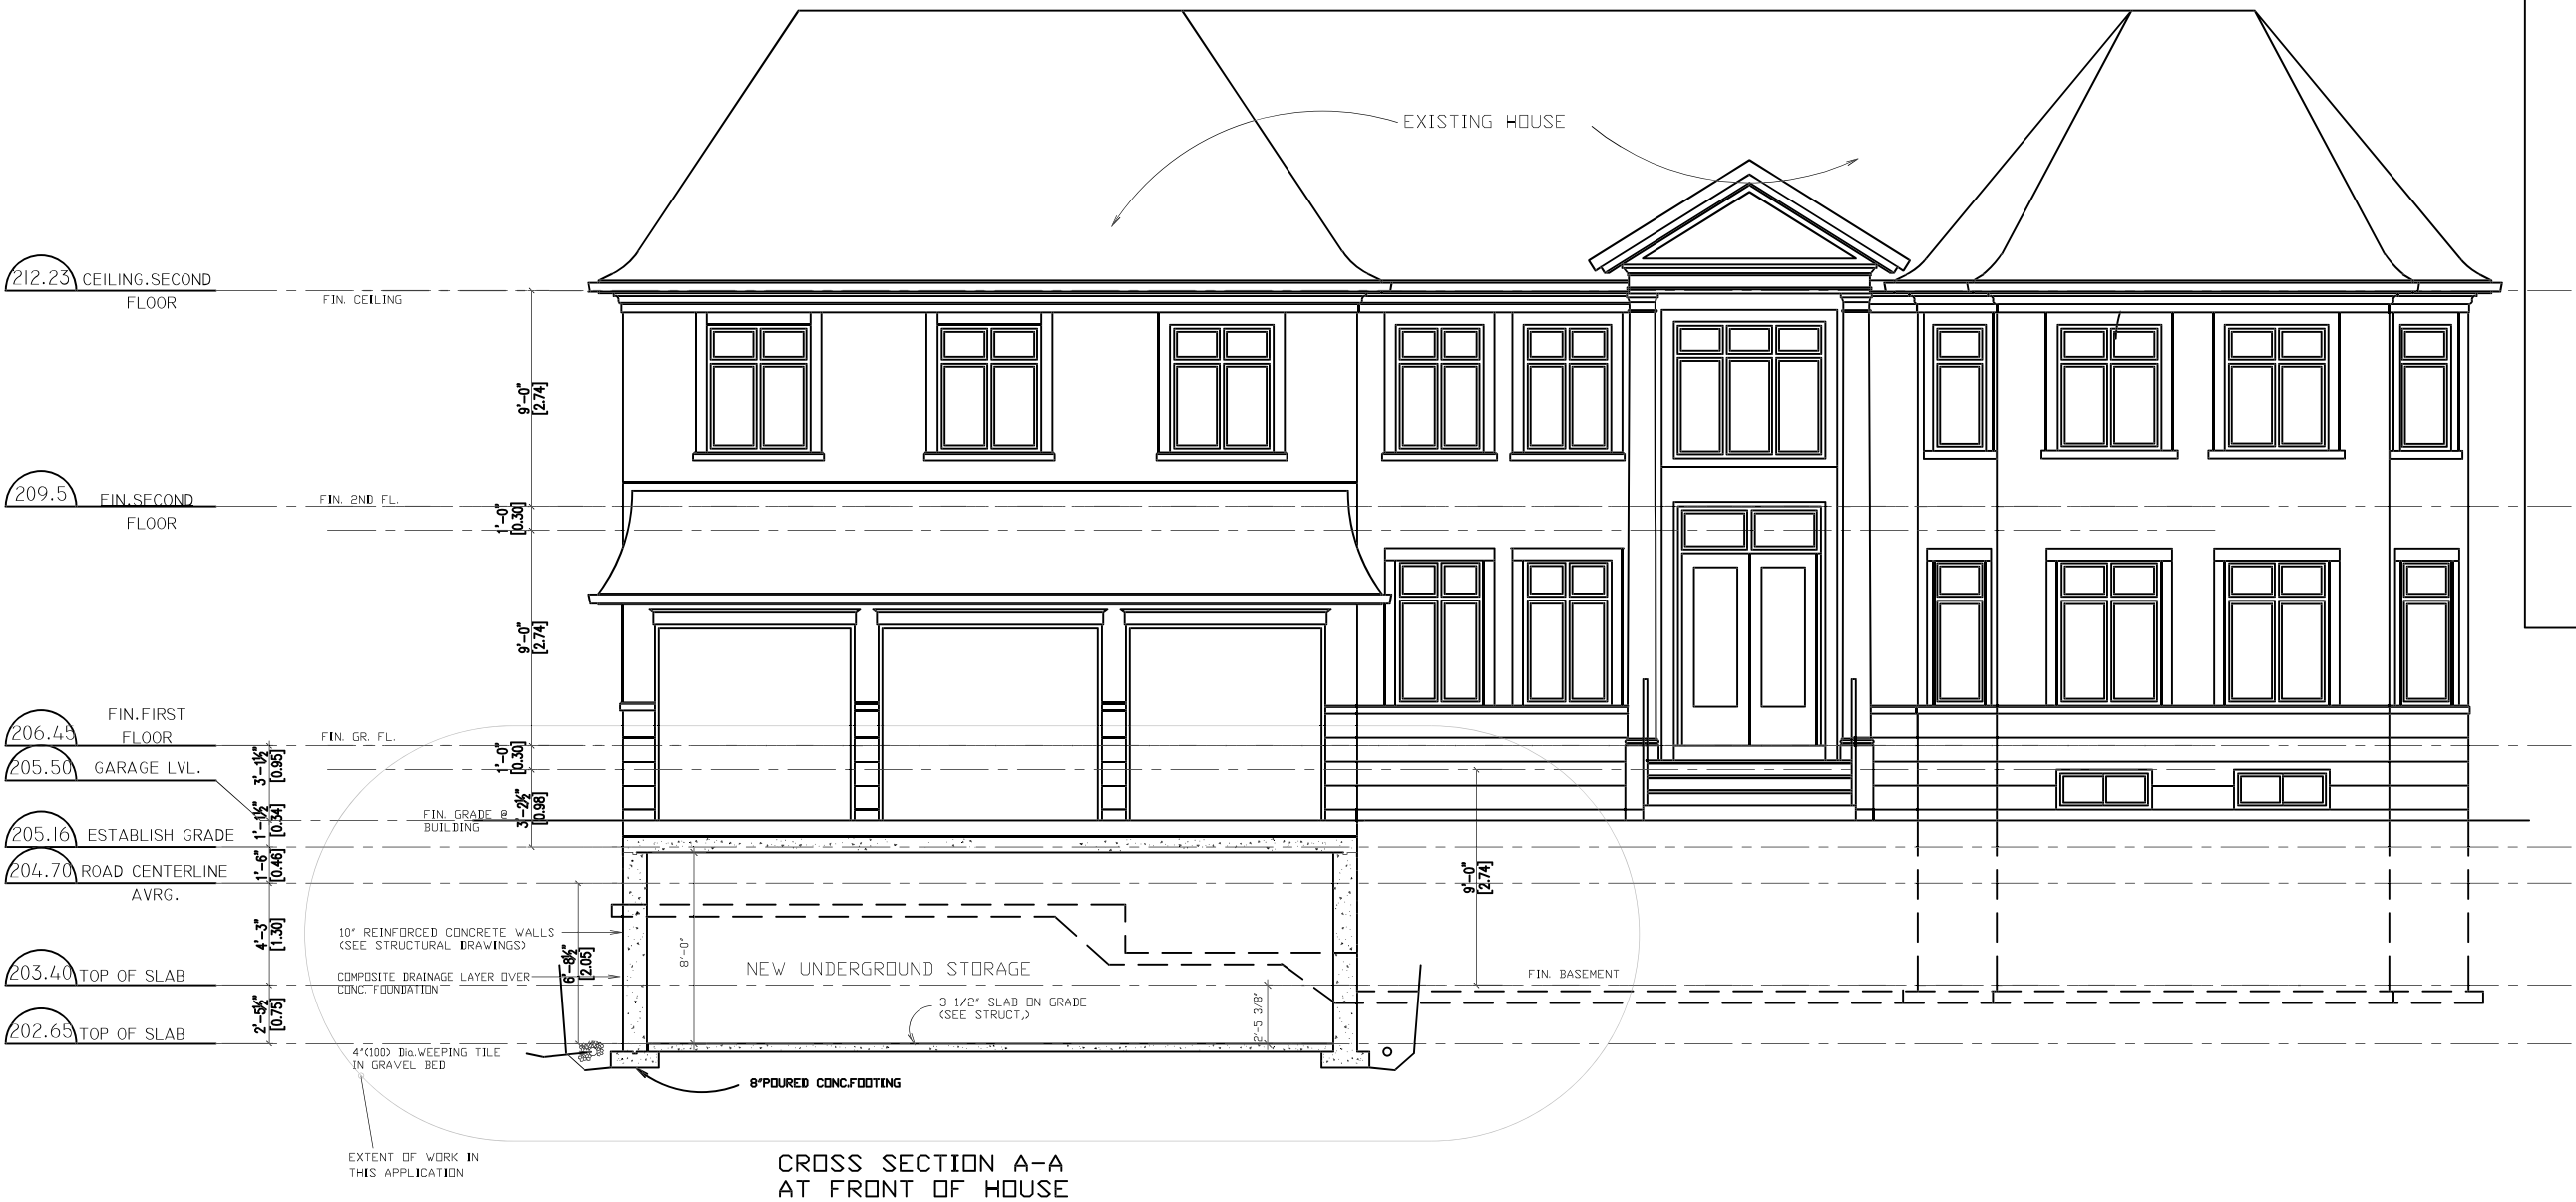 EXISTING HOUSE
212.23 CEILING.SECOND
FLOOR
FIN. CEILING
9'-0"
[2.74]
209.5 FIN.SECOND
FLOOR
FIN. 2ND FL.
1'-0"
[0.30]
9'-0"
[2.74]
206.45 FIN.FIRST
FLOOR
FIN. GR. FL.
205.50 GARAGE LVL.
3'-1½"
[0.95]
1'-0"
[0.30]
3'-2½"
[0.98]
FIN. GRADE @
BUILDING
1'-1½"
[0.34]
205.16 ESTABLISH GRADE
1'-6"
[0.46]
204.70 ROAD CENTERLINE
AVRG.
9'-0"
[2.74]
4'-3"
[1.30]
10" REINFORCED CONCRETE WALLS
(SEE STRUCTURAL DRAWINGS)
6'-8½"
[2.05]
8'-0"
203.40 TOP OF SLAB
COMPOSITE DRAINAGE LAYER OVER
CONC. FOUNDATION
NEW UNDERGROUND STORAGE
FIN. BASEMENT
2'-5½"
[0.75]
3 1/2" SLAB ON GRADE
(SEE STRUCT.)
2'-5 3/8"
202.65 TOP OF SLAB
4"(100) Dia.WEEPING TILE
IN GRAVEL BED
8"POURED CONC.FOOTING
EXTENT OF WORK IN
THIS APPLICATION
CROSS SECTION A-A
AT FRONT OF HOUSE